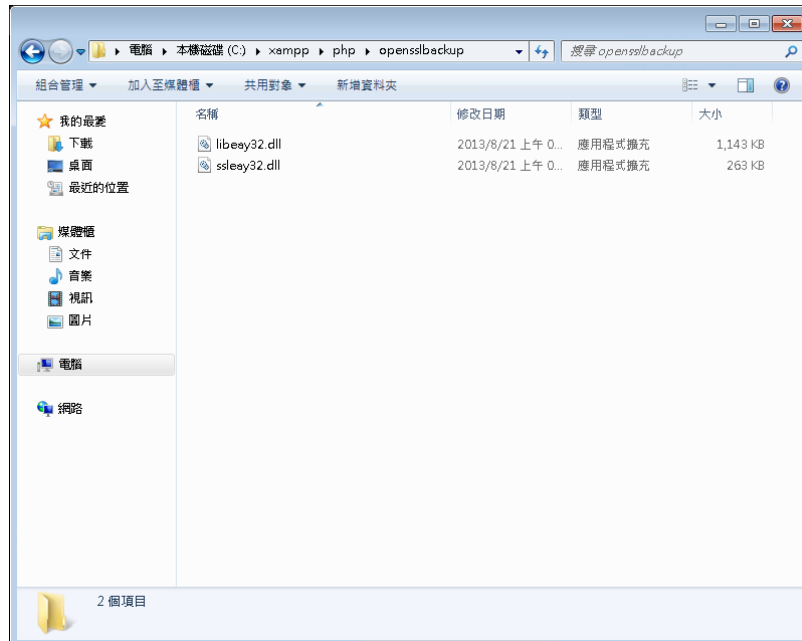 電腦 本機磁碟 (C:) xampp php opensslbackup 搜尋 opensslbackup
組合管理 加入至媒體櫃 共用對象 新增資料夾
我的最愛
下載
桌面
最近的位置
媒體櫃
文件
音樂
視訊
圖片
電腦
網路
名稱 修改日期 類型 大小
libeay32.dll 2013/8/21 上午 0... 應用程式擴充 1,143 KB
ssleay32.dll 2013/8/21 上午 0... 應用程式擴充 263 KB
2 個項目